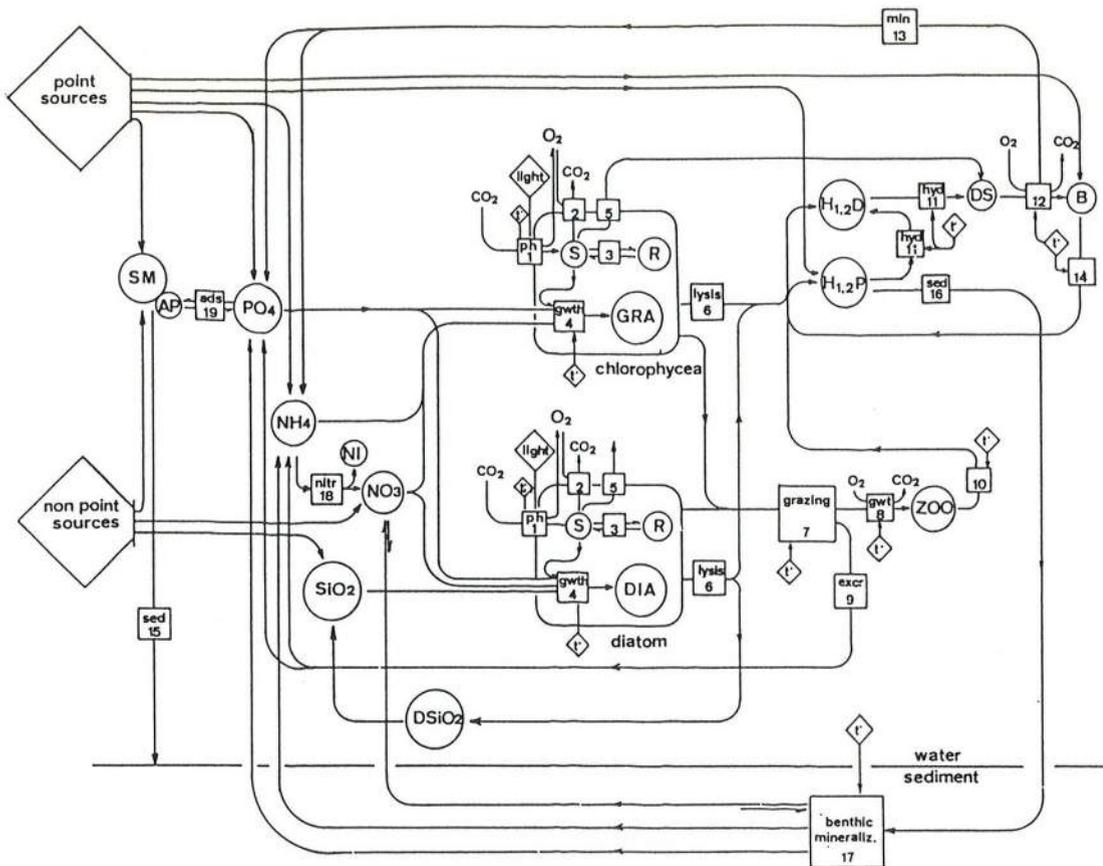 min
13
point
sources
O₂
light
CO₂
CO₂
t°
2
5
ph
1
S
3
R
gwth
4
GRA
t°
chlorophycea
lysis
6
H₁,₂D
hyd
11
DS
O₂
CO₂
12
B
hyd
11
t°
t°
14
H₁,₂P
sed
16
SM
AP
ads
19
PO₄
NH₄
NI
nitr
18
NO₃
non point
sources
SiO₂
sed
15
O₂
light
CO₂
CO₂
t°
2
5
ph
1
S
3
R
gwth
4
DIA
t°
diatom
lysis
6
grazing
7
t°
O₂
CO₂
gwt
8
t°
ZOO
t°
10
excr
9
DSiO₂
t°
water
sediment
benthic
mineraliz.
17